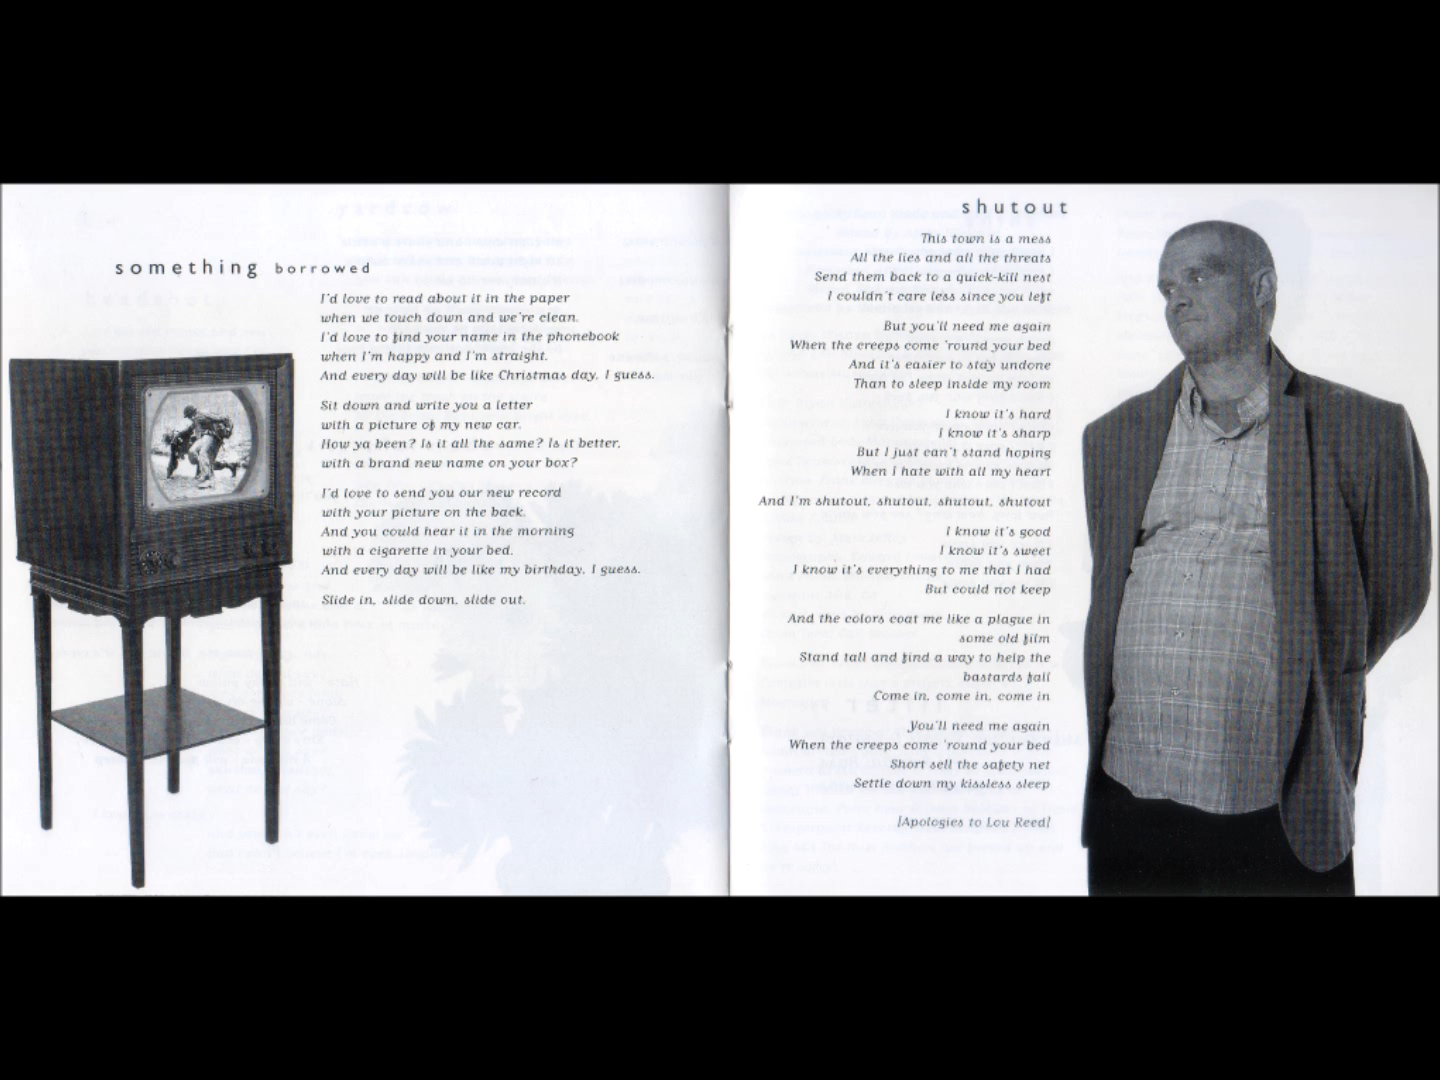 something borrowed
I'd love to read about it in the paper
when we touch down and we're clean.
I'd love to find your name in the phonebook
when I'm happy and I'm straight.
And every day will be like Christmas day, I guess.
Sit down and write you a letter
with a picture of my new car.
How ya been? Is it all the same? Is it better,
with a brand new name on your box?
I'd love to send you our new record
with your picture on the back.
And you could hear it in the morning
with a cigarette in your bed.
And every day will be like my birthday, I guess.
Slide in, slide down, slide out.
shutout
This town is a mess
All the lies and all the threats
Send them back to a quick-kill nest
I couldn't care less since you left
But you'll need me again
When the creeps come 'round your bed
And it's easier to stay undone
Than to sleep inside my room
I know it's hard
I know it's sharp
But I just can't stand hoping
When I hate with all my heart
And I'm shutout, shutout, shutout, shutout
I know it's good
I know it's sweet
I know it's everything to me that I had
But could not keep
And the colors coat me like a plague in
some old film
Stand tall and find a way to help the
bastards fall
Come in, come in, come in
You'll need me again
When the creeps come 'round your bed
Short sell the safety net
Settle down my kissless sleep
[Apologies to Lou Reed]